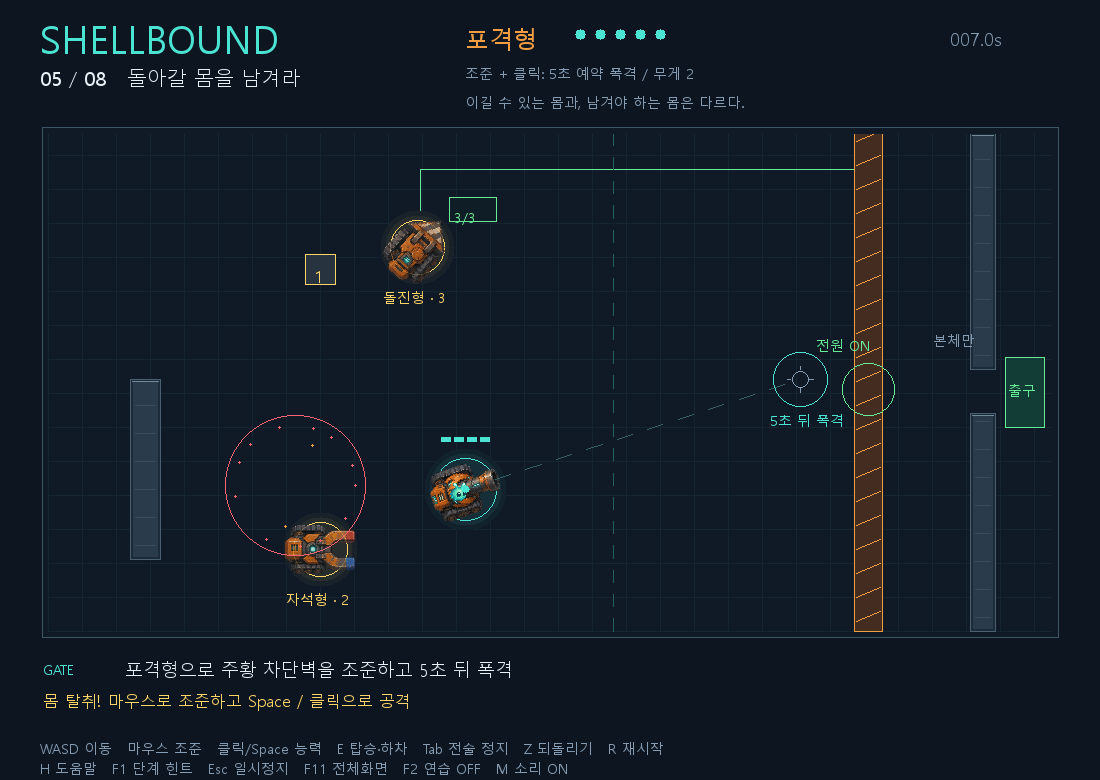 SHELLBOUND
포격형
007.0s
05 / 08 돌아갈 몸을 남겨라
조준 + 클릭: 5초 예약 폭격 / 무게 2
이길 수 있는 몸과, 남겨야 하는 몸은 다르다.
3/3
1
돌진형 · 3
본체만
전원 ON
출구
5초 뒤 폭격
자석형 · 2
GATE 포격형으로 주황 차단벽을 조준하고 5초 뒤 폭격
몸 탈취! 마우스로 조준하고 Space / 클릭으로 공격
WASD 이동 마우스 조준 클릭/Space 능력 E 탑승·하차 Tab 전술 정지 Z 되돌리기 R 재시작
H 도움말 F1 단계 힌트 Esc 일시정지 F11 전체화면 F2 연습 OFF M 소리 ON